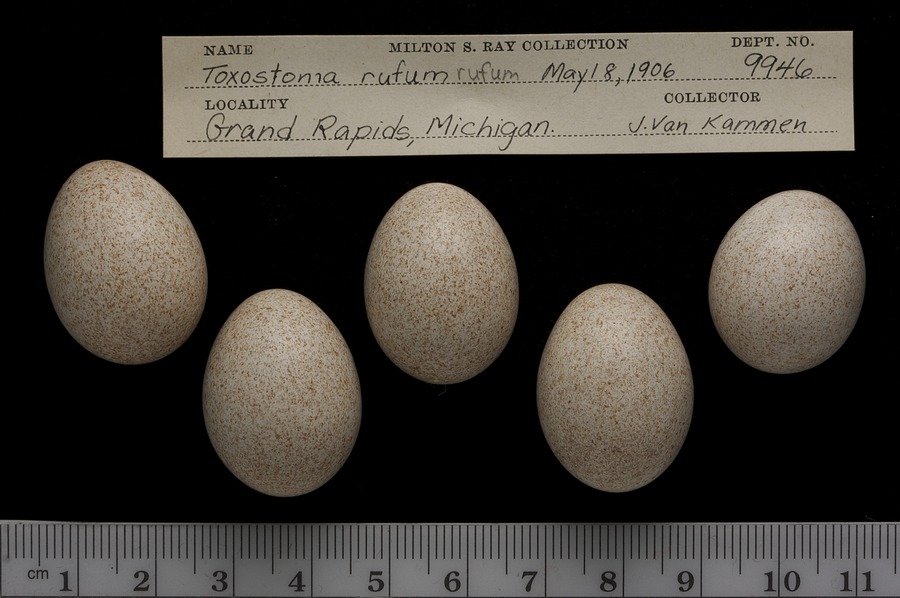 NAME MILTON S. RAY COLLECTION DEPT. NO.
Toxostoma rufum rufum May 18, 1906 9946
LOCALITY COLLECTOR
Grand Rapids, Michigan. J. Van Kammen
cm 1 2 3 4 5 6 7 8 9 10 11